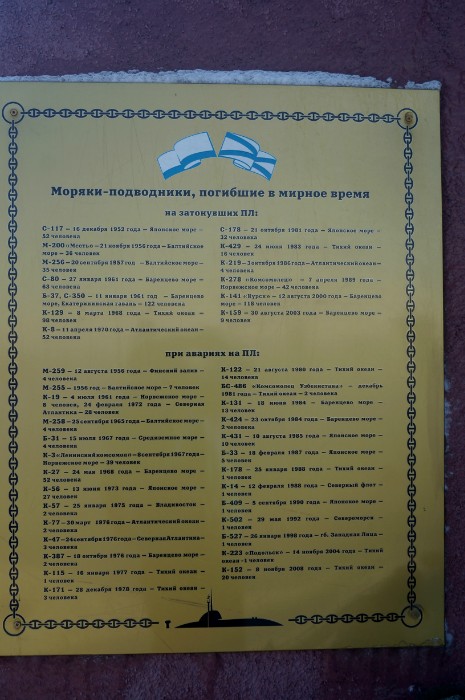 Моряки-подводники, погибшие в мирное время
на затонувших ПЛ:
С-117 – 16 декабря 1952 года – Японское море –
52 человека
М-200 «Месть» – 21 ноября 1956 года – Балтийское
море – 26 человек
М-256 – 26 сентября 1957 год – Балтийское море –
35 человек
С-80 – 27 января 1961 года – Баренцево море –
68 человек
Б-37, С-350 – 11 января 1961 год – Баренцево
море, Екатерининская гавань – 122 человека
К-129 – 8 марта 1968 года – Тихий океан –
98 человек
К-8 – 11 апреля 1970 года – Атлантический океан –
52 человека
С-178 – 21 октября 1981 года – Японское море –
32 человека
К-429 – 24 июня 1983 года – Тихий океан –
16 человек
К-219 – 3 октября 1986 года – Атлантический океан –
4 человека
К-278 «Комсомолец» – 7 апреля 1989 года –
Норвежское море – 42 человека
К-141 «Курск» – 12 августа 2000 года – Баренцево
море – 118 человек
К-159 – 30 августа 2003 года – Баренцево море –
9 человек
при авариях на ПЛ:
М-259 – 12 августа 1956 года – Финский залив –
4 человека
М-255 – 1956 год – Балтийское море – 7 человек
К-19 – 4 июля 1961 года – Норвежское море –
8 человек, 24 февраля 1972 года – Северная
Атлантика – 28 человек
М-258 – 25 сентября 1965 года – Балтийское море –
4 человека
Б-31 – 15 июля 1967 года – Средиземное море –
4 человека
К-3 «Ленинский комсомол» – 8 сентября 1967 года –
Норвежское море – 39 человек
К-27 – 24 мая 1968 года – Баренцево море –
К-56 – 13 июня 1973 года – Японское море –
27 человек
К-57 – 25 января 1975 года – Владивосток –
2 человека
К-77 – 26 март 1976 года – Атлантический океан –
2 человека
К-47 – 24 сентября 1976 года – Северная Атлантика –
3 человека
К-387 – 18 октября 1976 года – Баренцево море –
2 человека
К-115 – 16 января 1977 года – Тихий океан –
1 человек
К-171 – 28 декабря 1978 года – Тихий океан –
3 человека
К-122 – 21 августа 1980 года – Тихий океан –
14 человек
БС-486 «Комсомолец Узбекистана» – декабрь
1981 года – Тихий океан – 2 человека
К-131 – 18 июня 1984 года – Баренцево море –
13 человек
К-424 – 23 октября 1984 года – Баренцево море –
2 человека
К-431 – 10 августа 1985 года – Японское море –
10 человек
Б-33 – 18 февраля 1987 года – Японское море –
5 человек
К-178 – 25 января 1988 года – Тихий океан –
1 человек
К-14 – 12 февраля 1988 года – Северный флот –
1 человек
Б-409 – 5 сентября 1990 года – Японское море –
1 человек
К-502 – 29 мая 1992 года – Североморск –
1 человек
Б-527 – 26 января 1998 года – гб. Западная Лица –
1 человек
К-223 «Подольск» – 14 ноября 2004 года – Тихий
океан – 1 человек
К-152 – 8 ноября 2008 года – Тихий океан –
20 человек